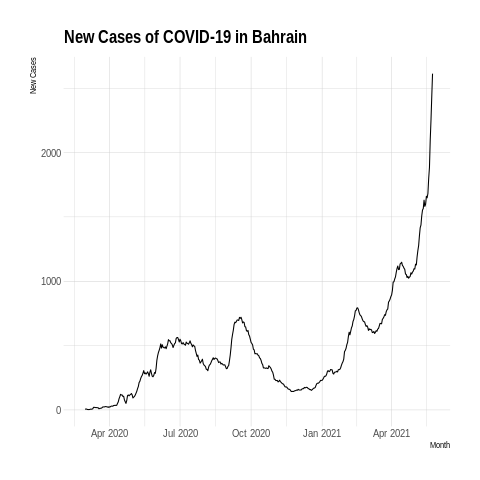 New Cases of COVID-19 in Bahrain
New Cases
2000
1000
0
Apr 2020 Jul 2020 Oct 2020 Jan 2021 Apr 2021
Month